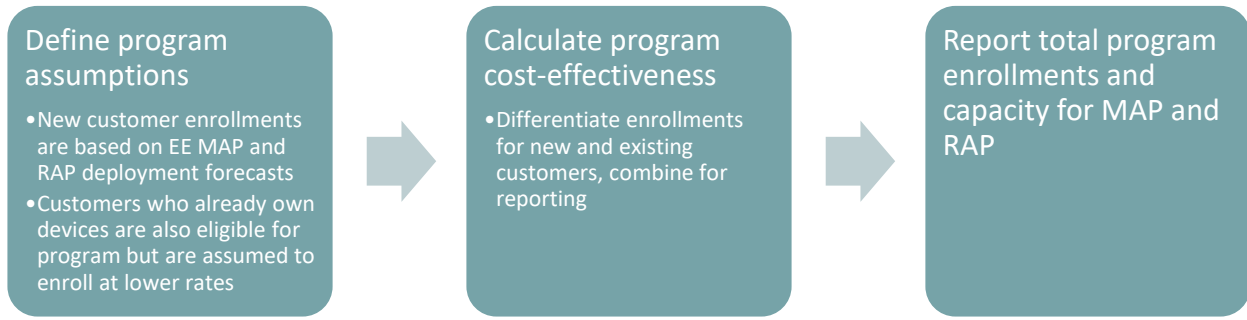 Define program
assumptions
•New customer enrollments
are based on EE MAP and
RAP deployment forecasts
•Customers who already own
devices are also eligible for
program but are assumed to
enroll at lower rates
Calculate program
cost-effectiveness
•Differentiate enrollments
for new and existing
customers, combine for
reporting
Report total program
enrollments and
capacity for MAP and
RAP